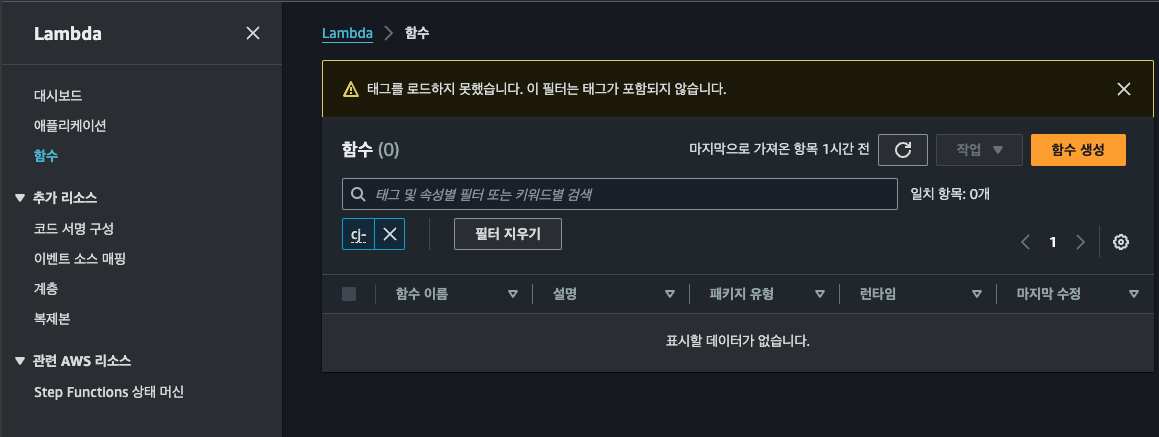 Lambda
대시보드
애플리케이션
함수
추가 리소스
코드 서명 구성
이벤트 소스 매핑
계층
복제본
관련 AWS 리소스
Step Functions 상태 머신
Lambda > 함수
태그를 로드하지 못했습니다. 이 필터는 태그가 포함되지 않습니다.
함수 (0) 마지막으로 가져온 항목 1시간 전 작업 함수 생성
태그 및 속성별 필터 또는 키워드별 검색 일치 항목: 0개
cj- 필터 지우기 1
함수 이름 설명 패키지 유형 런타임 마지막 수정
표시할 데이터가 없습니다.